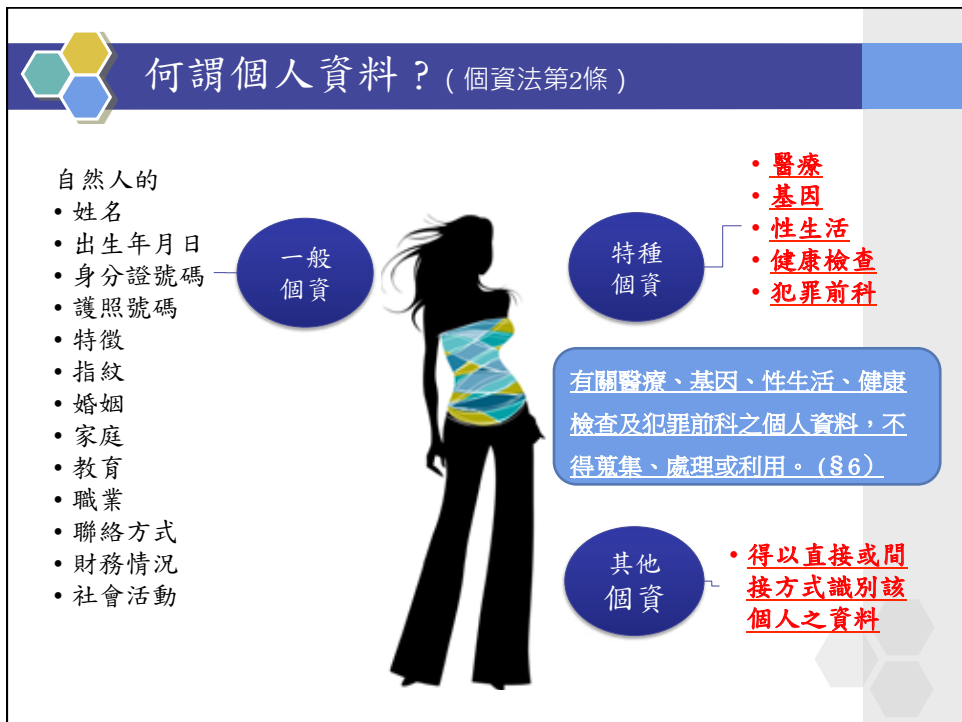 何謂個人資料？(個資法第2條)
自然人的
• 姓名
• 出生年月日
• 身分證號碼
• 護照號碼
• 特徵
• 指紋
• 婚姻
• 家庭
• 教育
• 職業
• 聯絡方式
• 財務情況
• 社會活動
一般
個資
特種
個資
• 醫療
• 基因
• 性生活
• 健康檢查
• 犯罪前科
有關醫療、基因、性生活、健康
檢查及犯罪前科之個人資料，不
得蒐集、處理或利用。(§6)
其他
個資
• 得以直接或間
接方式識別該
個人之資料